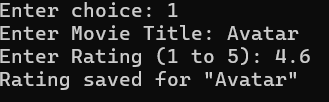 Enter choice: 1
Enter Movie Title: Avatar
Enter Rating (1 to 5): 4.6
Rating saved for "Avatar"